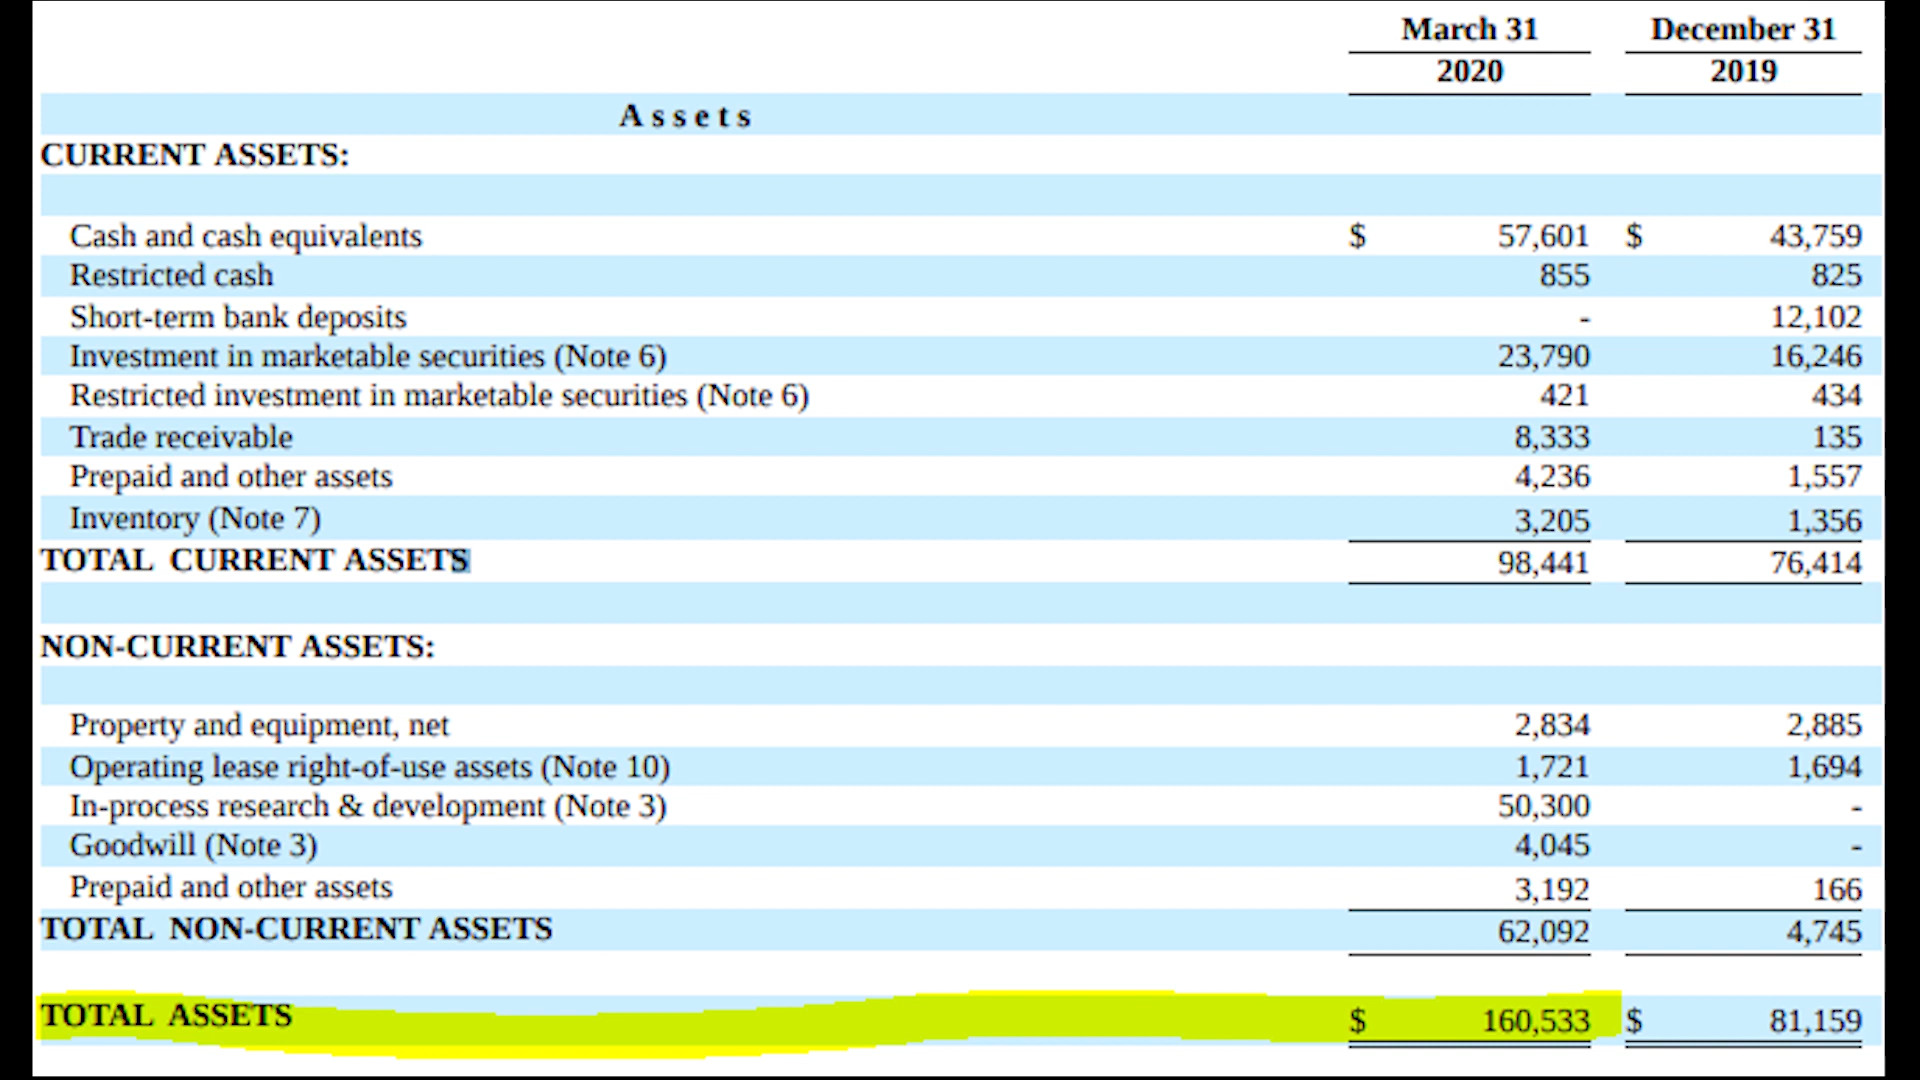 March 31 December 31
2020 2019
Assets
CURRENT ASSETS:
Cash and cash equivalents $ 57,601 $ 43,759
Restricted cash 855 825
Short-term bank deposits - 12,102
Investment in marketable securities (Note 6) 23,790 16,246
Restricted investment in marketable securities (Note 6) 421 434
Trade receivable 8,333 135
Prepaid and other assets 4,236 1,557
Inventory (Note 7) 3,205 1,356
TOTAL CURRENT ASSETS 98,441 76,414
NON-CURRENT ASSETS:
Property and equipment, net 2,834 2,885
Operating lease right-of-use assets (Note 10) 1,721 1,694
In-process research & development (Note 3) 50,300 -
Goodwill (Note 3) 4,045 -
Prepaid and other assets 3,192 166
TOTAL NON-CURRENT ASSETS 62,092 4,745
TOTAL ASSETS $ 160,533 $ 81,159